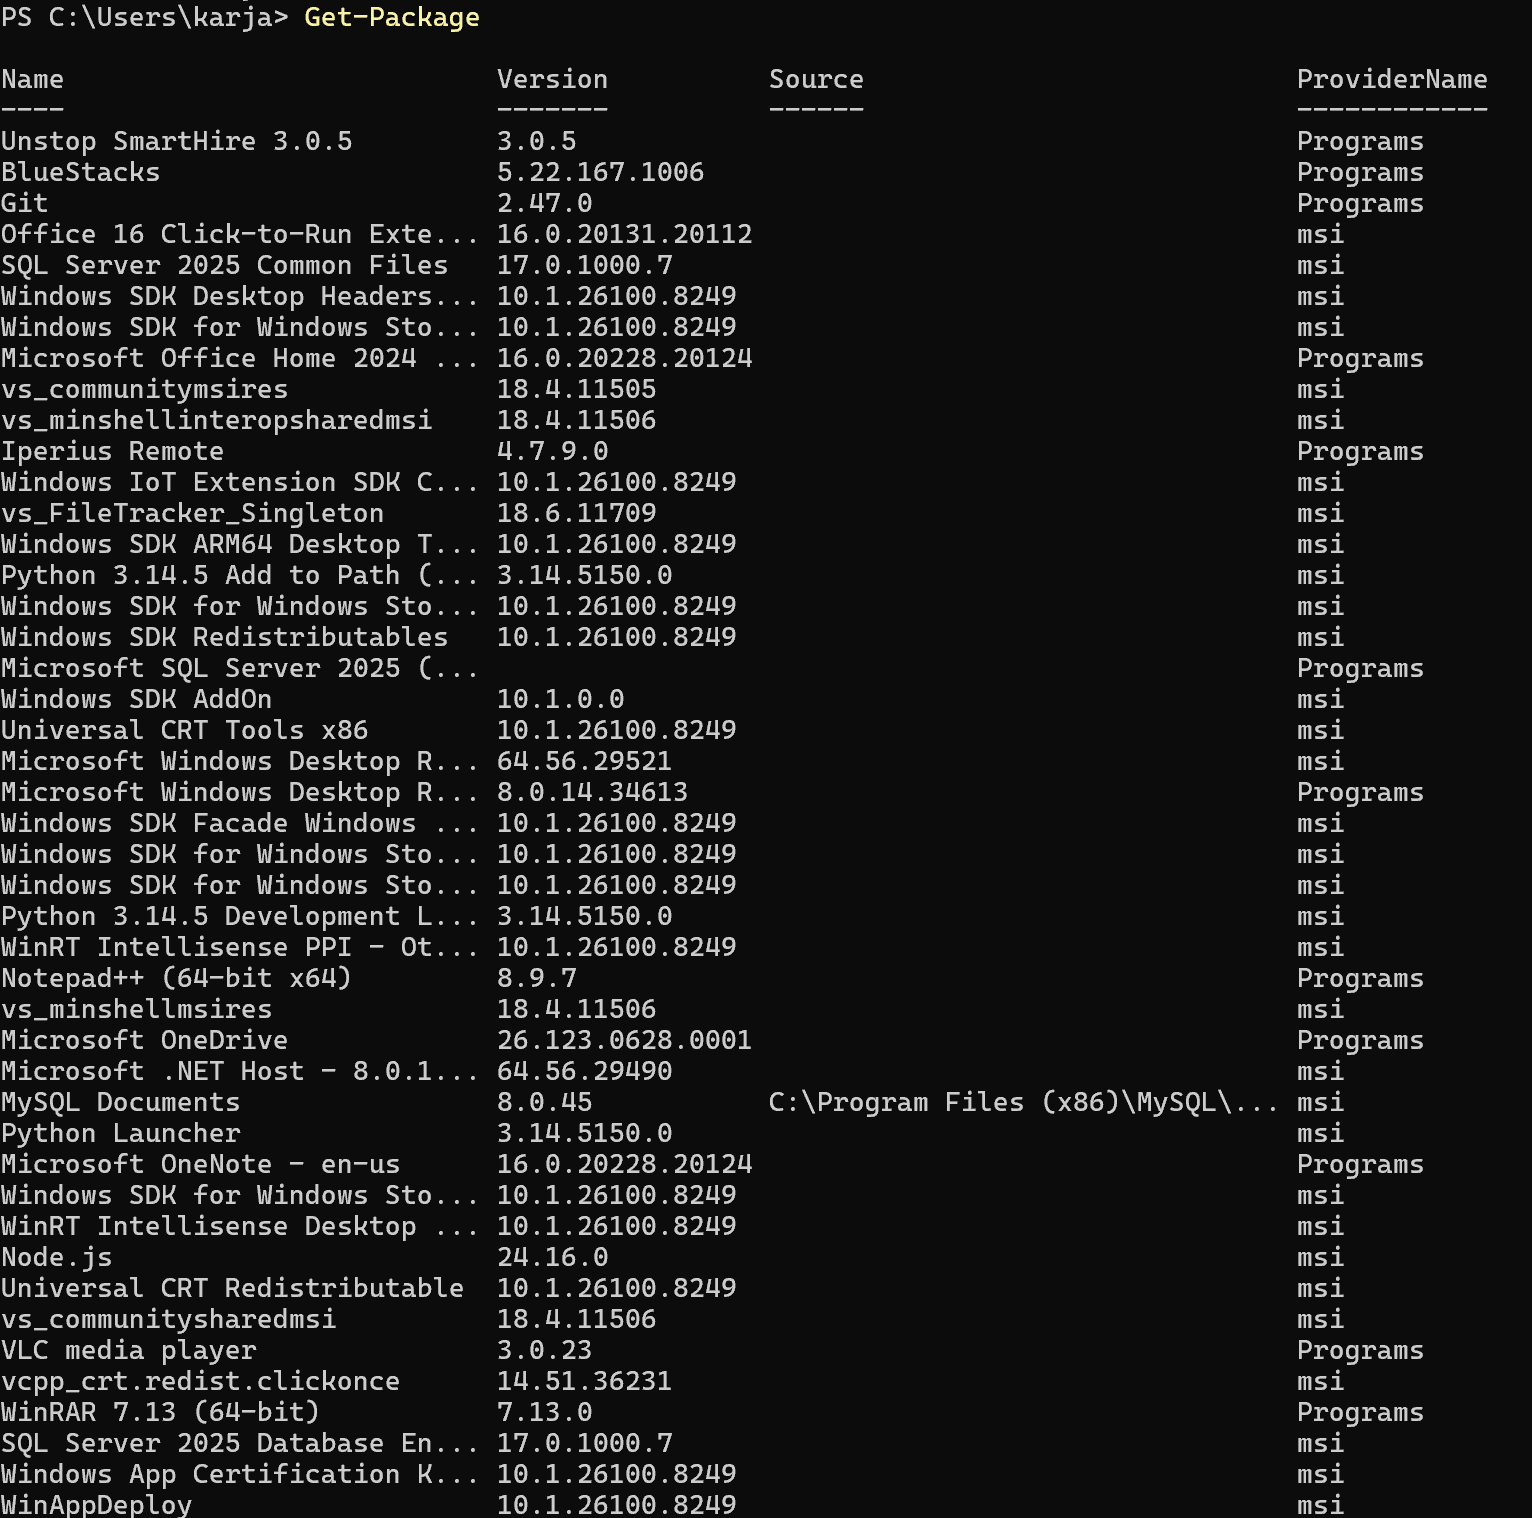 PS C:\Users\karja> Get-Package
Name Version Source ProviderName
---- ------- ------ ------------
Unstop SmartHire 3.0.5 3.0.5 Programs
BlueStacks 5.22.167.1006 Programs
Git 2.47.0 Programs
Office 16 Click-to-Run Exte... 16.0.20131.20112 msi
SQL Server 2025 Common Files 17.0.1000.7 msi
Windows SDK Desktop Headers... 10.1.26100.8249 msi
Windows SDK for Windows Sto... 10.1.26100.8249 msi
Microsoft Office Home 2024 ... 16.0.20228.20124 Programs
vs_communitymsires 18.4.11505 msi
vs_minshellinteropsharedmsi 18.4.11506 msi
Iperius Remote 4.7.9.0 Programs
Windows IoT Extension SDK C... 10.1.26100.8249 msi
vs_FileTracker_Singleton 18.6.11709 msi
Windows SDK ARM64 Desktop T... 10.1.26100.8249 msi
Python 3.14.5 Add to Path (... 3.14.5150.0 msi
Windows SDK for Windows Sto... 10.1.26100.8249 msi
Windows SDK Redistributables 10.1.26100.8249 msi
Microsoft SQL Server 2025 (... Programs
Windows SDK AddOn 10.1.0.0 msi
Universal CRT Tools x86 10.1.26100.8249 msi
Microsoft Windows Desktop R... 64.56.29521 msi
Microsoft Windows Desktop R... 8.0.14.34613 Programs
Windows SDK Facade Windows ... 10.1.26100.8249 msi
Windows SDK for Windows Sto... 10.1.26100.8249 msi
Windows SDK for Windows Sto... 10.1.26100.8249 msi
Python 3.14.5 Development L... 3.14.5150.0 msi
WinRT Intellisense PPI - Ot... 10.1.26100.8249 msi
Notepad++ (64-bit x64) 8.9.7 Programs
vs_minshellmsires 18.4.11506 msi
Microsoft OneDrive 26.123.0628.0001 Programs
Microsoft .NET Host - 8.0.1... 64.56.29490 msi
MySQL Documents 8.0.45 C:\Program Files (x86)\MySQL\... msi
Python Launcher 3.14.5150.0 msi
Microsoft OneNote - en-us 16.0.20228.20124 Programs
Windows SDK for Windows Sto... 10.1.26100.8249 msi
WinRT Intellisense Desktop ... 10.1.26100.8249 msi
Node.js 24.16.0 msi
Universal CRT Redistributable 10.1.26100.8249 msi
vs_communitysharedmsi 18.4.11506 msi
VLC media player 3.0.23 Programs
vcpp_crt.redist.clickonce 14.51.36231 msi
WinRAR 7.13 (64-bit) 7.13.0 Programs
SQL Server 2025 Database En... 17.0.1000.7 msi
Windows App Certification K... 10.1.26100.8249 msi
WinAppDeploy 10.1.26100.8249 msi